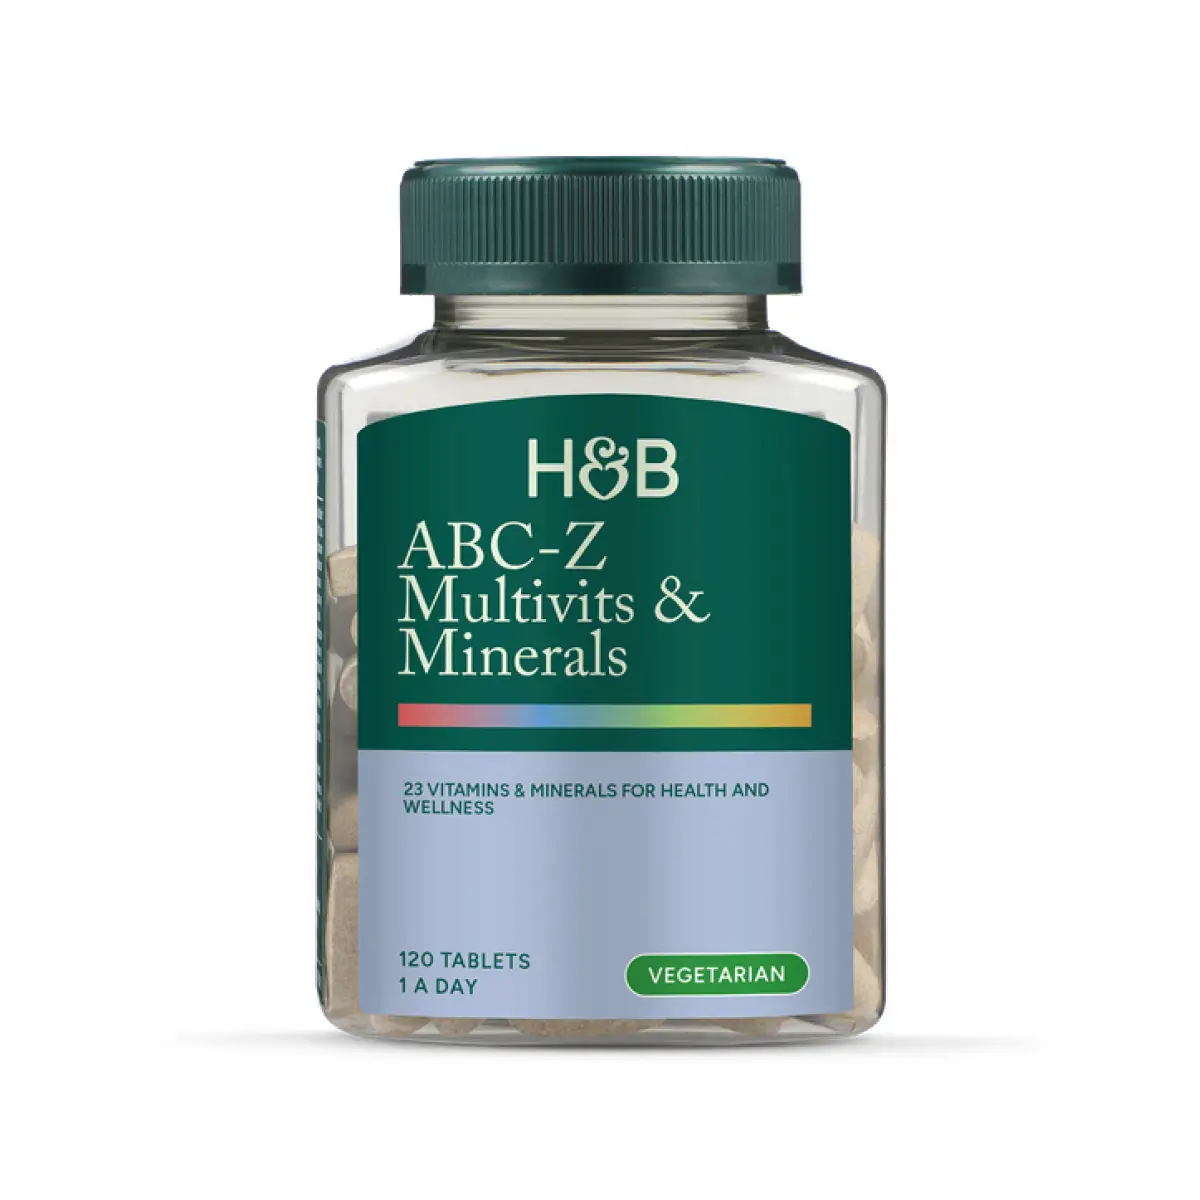 H&B
ABC-Z
Multivits &
Minerals
23 VITAMINS & MINERALS FOR HEALTH AND
WELLNESS
120 TABLETS
1 A DAY
VEGETARIAN